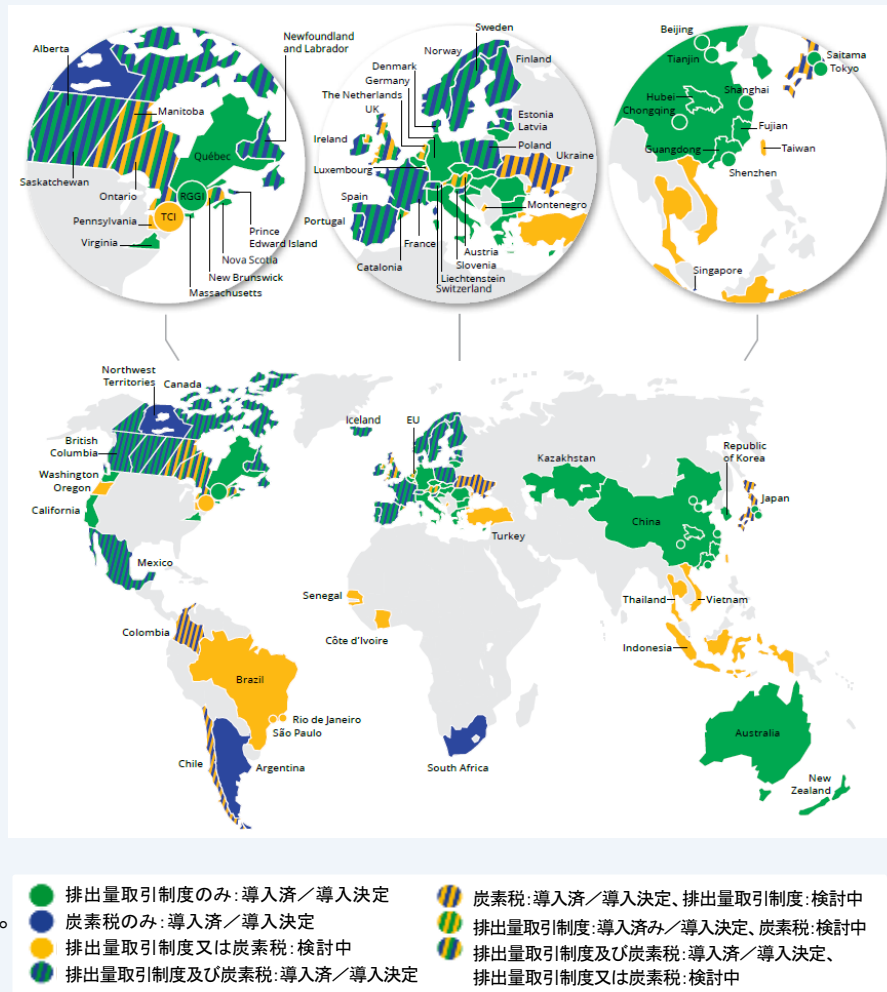 Alberta
Newfoundland
and Labrador
Manitoba
Québec
Saskatchewan
Ontario
RGGI
TCI
Pennsylvania
Virginia
Prince
Edward Island
Nova Scotia
New Brunswick
Massachusetts
Sweden
Norway
Denmark
Germany
The Netherlands
UK
Finland
Ireland
Estonia
Latvia
Poland
Ukraine
Luxembourg
Spain
Montenegro
Portugal
France
Austria
Catalonia
Slovenia
Liechtenstein
Switzerland
Beijing
Tianjin
Saitama
Tokyo
Shanghai
Hubei
Chongqing
Fujian
Guangdong
Taiwan
Shenzhen
Singapore
Northwest
Territories
Canada
British
Columbia
Washington
Oregon
California
Mexico
Iceland
EU
Kazakhstan
Republic
of Korea
Japan
China
Turkey
Senegal
Côte d'Ivoire
Thailand
Vietnam
Indonesia
Colombia
Brazil
Rio de Janeiro
São Paulo
Chile
Argentina
South Africa
Australia
New
Zealand
。
排出量取引制度のみ:導入済/導入決定
炭素税のみ:導入済/導入決定
排出量取引制度又は炭素税:検討中
排出量取引制度及び炭素税:導入済/導入決定
炭素税:導入済/導入決定、排出量取引制度:検討中
排出量取引制度:導入済み/導入決定、炭素税:検討中
排出量取引制度及び炭素税:導入済/導入決定、
排出量取引制度又は炭素税:検討中